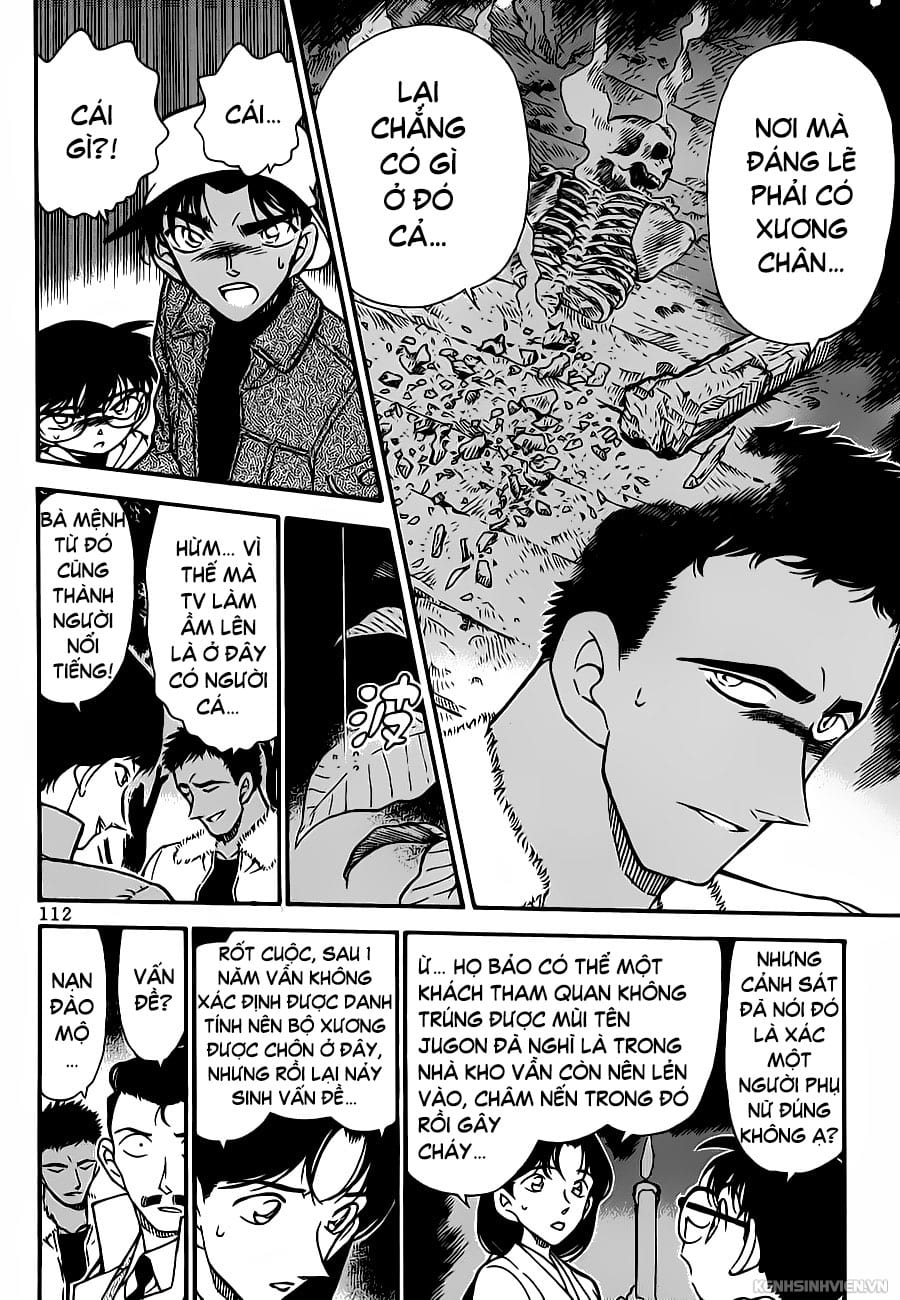 NƠI MÀ
ĐÁNG LẼ
PHẢI CÓ
XƯƠNG
CHÂN...
LẠI
CHẲNG
CÓ GÌ
Ở ĐÓ
CẢ...
CÁI...
CÁI
GÌ?!
波
HỪM... VÌ
THẾ MÀ
TV LÀM
ẦM LÊN
LÀ Ở ĐÂY
CÓ NGƯỜI
CÁ...
BÀ MỆNH
TỪ ĐÓ
CŨNG
THÀNH
NGƯỜI
NỔI
TIẾNG!
112
NHƯNG
CẢNH SÁT
ĐÃ NÓI ĐÓ
LÀ XÁC
MỘT
NGƯỜI PHỤ
NỮ ĐÚNG
KHÔNG Ạ?
Ừ... HỌ BẢO CÓ THỂ MỘT
KHÁCH THAM QUAN KHÔNG
TRÚNG ĐƯỢC MŨI TÊN
JUGON ĐÃ NGHĨ LÀ TRONG
NHÀ KHO VẪN CÒN NÊN LẺN
VÀO, CHÂM NẾN TRONG ĐÓ
RỒI GÂY
CHÁY...
RỐT CUỘC, SAU 1
NĂM VẪN KHÔNG
XÁC ĐỊNH ĐƯỢC DANH
TÍNH NÊN BỘ XƯƠNG
ĐƯỢC CHÔN Ở ĐÂY,
NHƯNG RỒI LẠI NẢY
SINH VẤN ĐỀ...
VẤN
ĐỀ?
NẠN
ĐÀO
MỘ
...
KENHSINHVIEN.VN